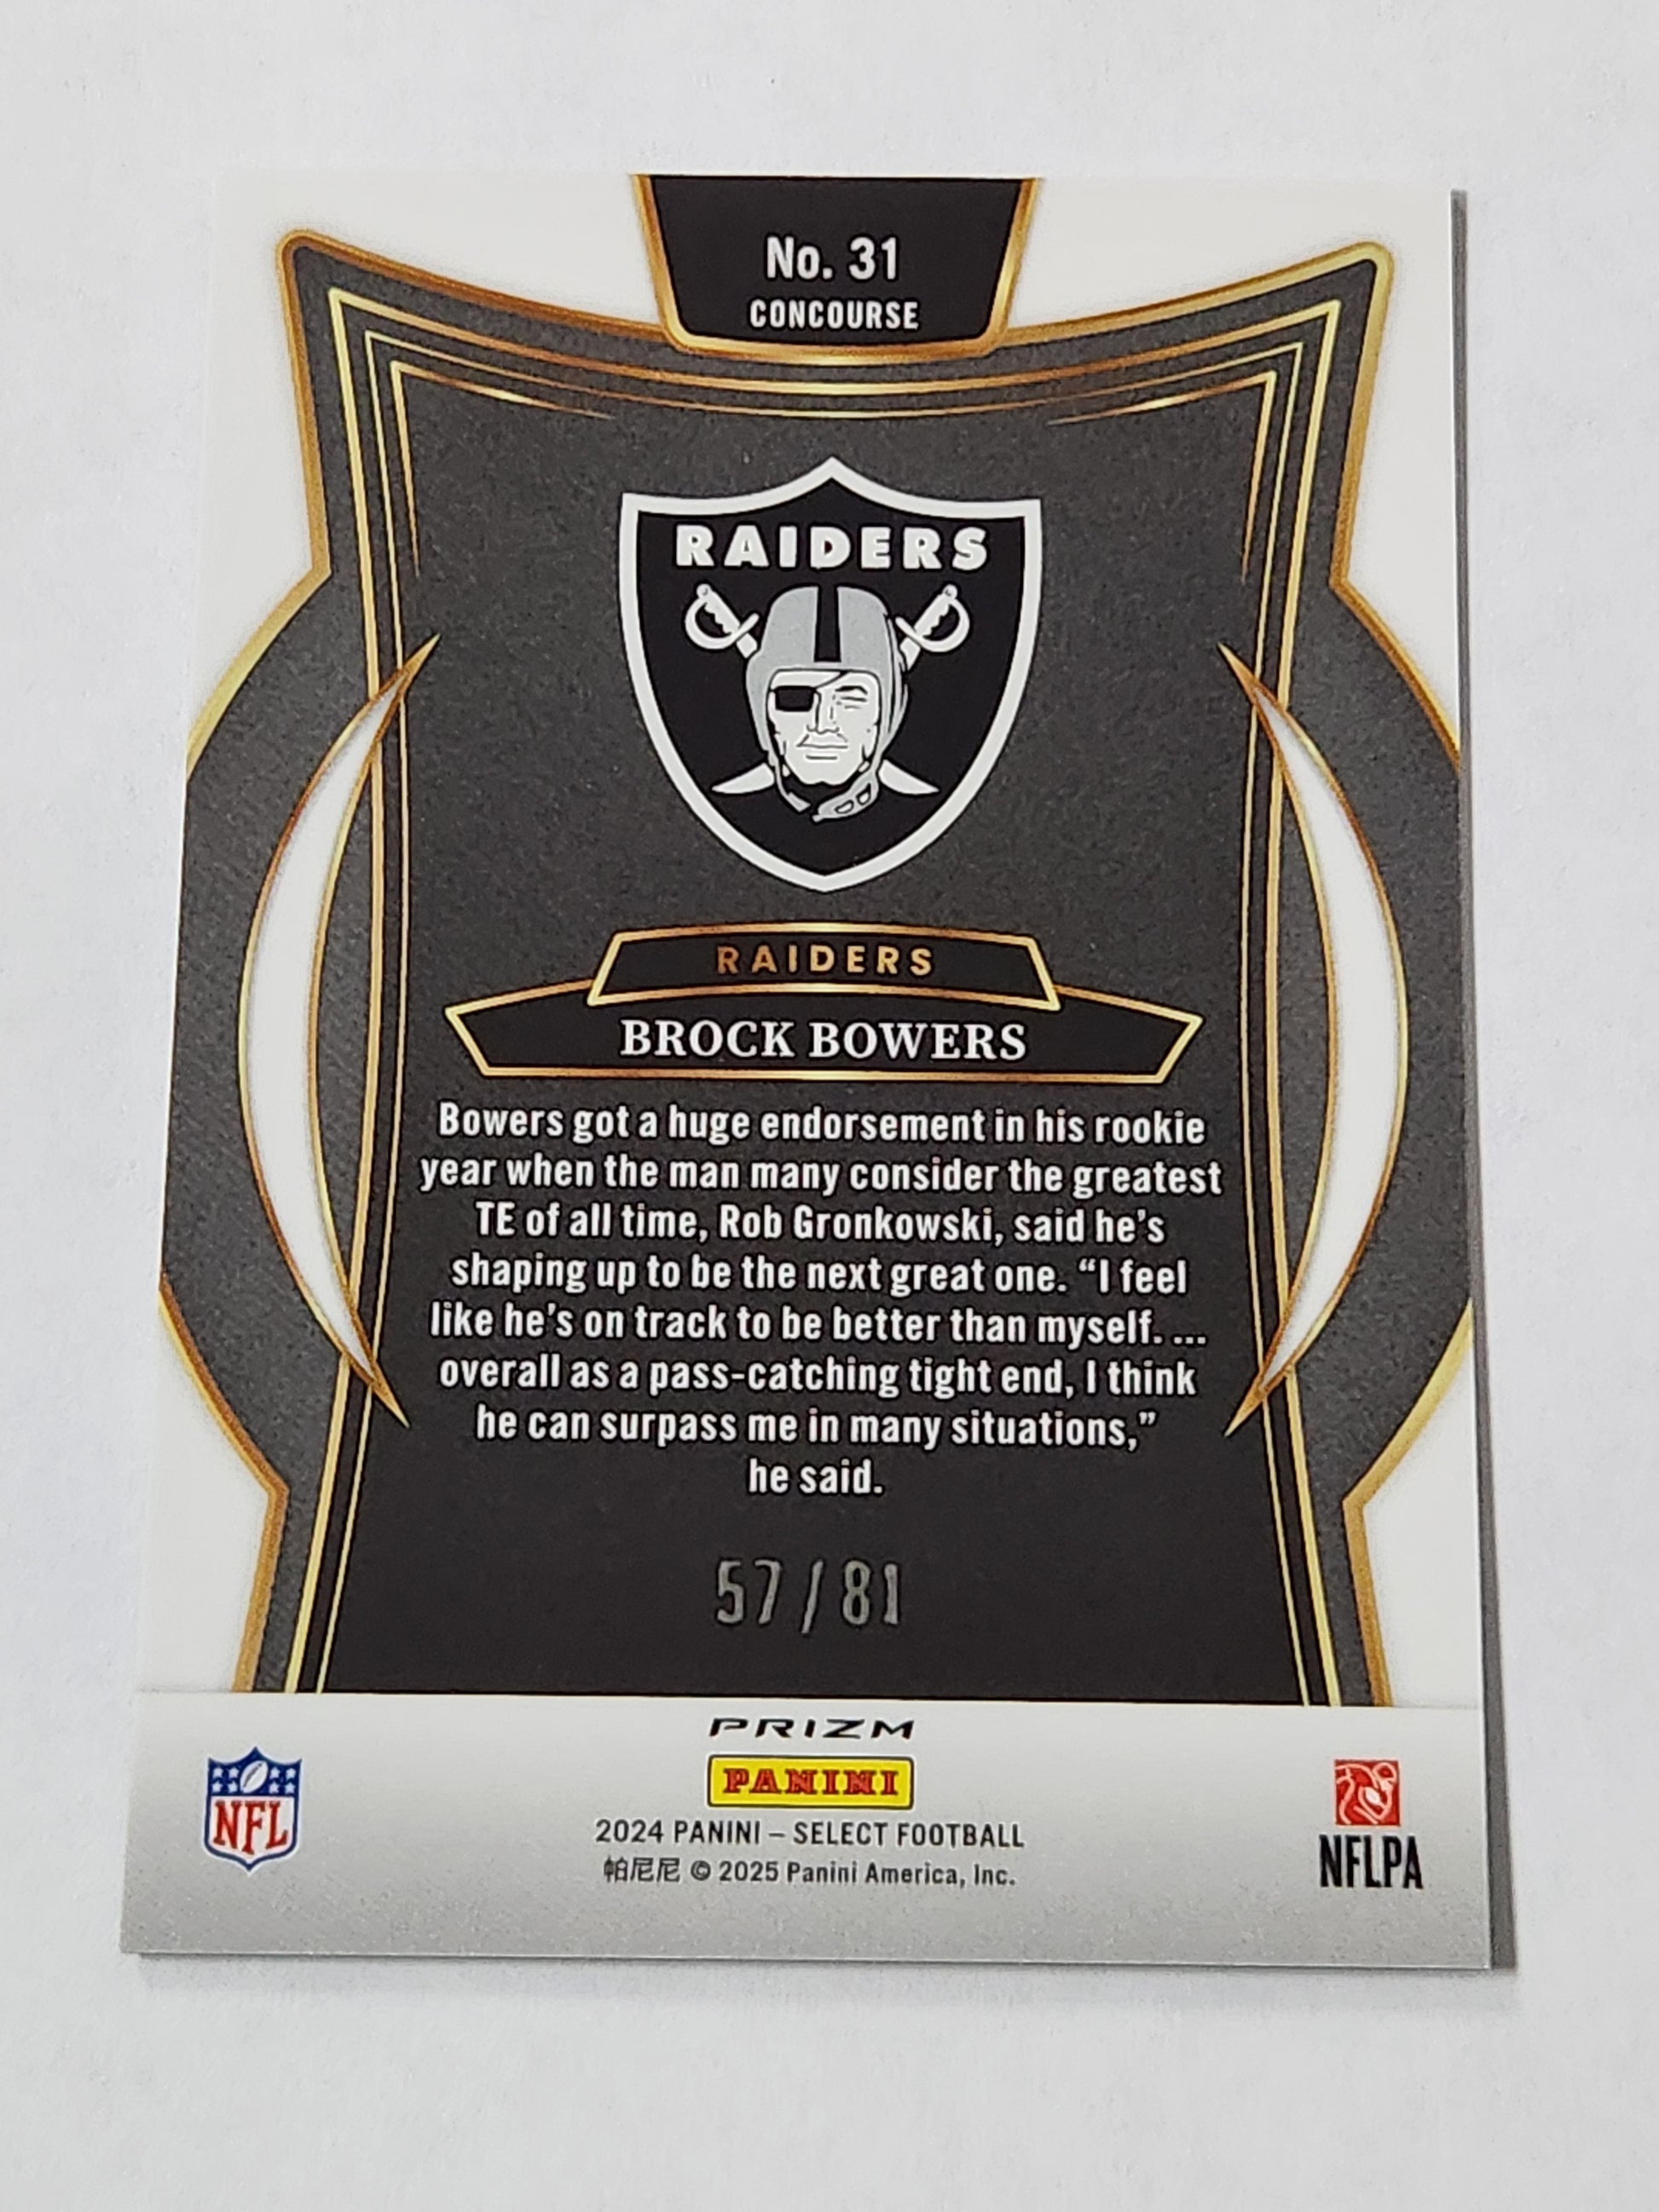 No. 31
CONCOURSE
RAIDERS
RAIDERS
BROCK BOWERS
Bowers got a huge endorsement in his rookie
year when the man many consider the greatest
TE of all time, Rob Gronkowski, said he's
shaping up to be the next great one. “I feel
like he's on track to be better than myself. ...
overall as a pass-catching tight end, I think
he can surpass me in many situations,”
he said.
57/81
PRIZM
PANINI
NFL
2024 PANINI – SELECT FOOTBALL
帕尼尼 © 2025 Panini America, Inc.
NFLPA